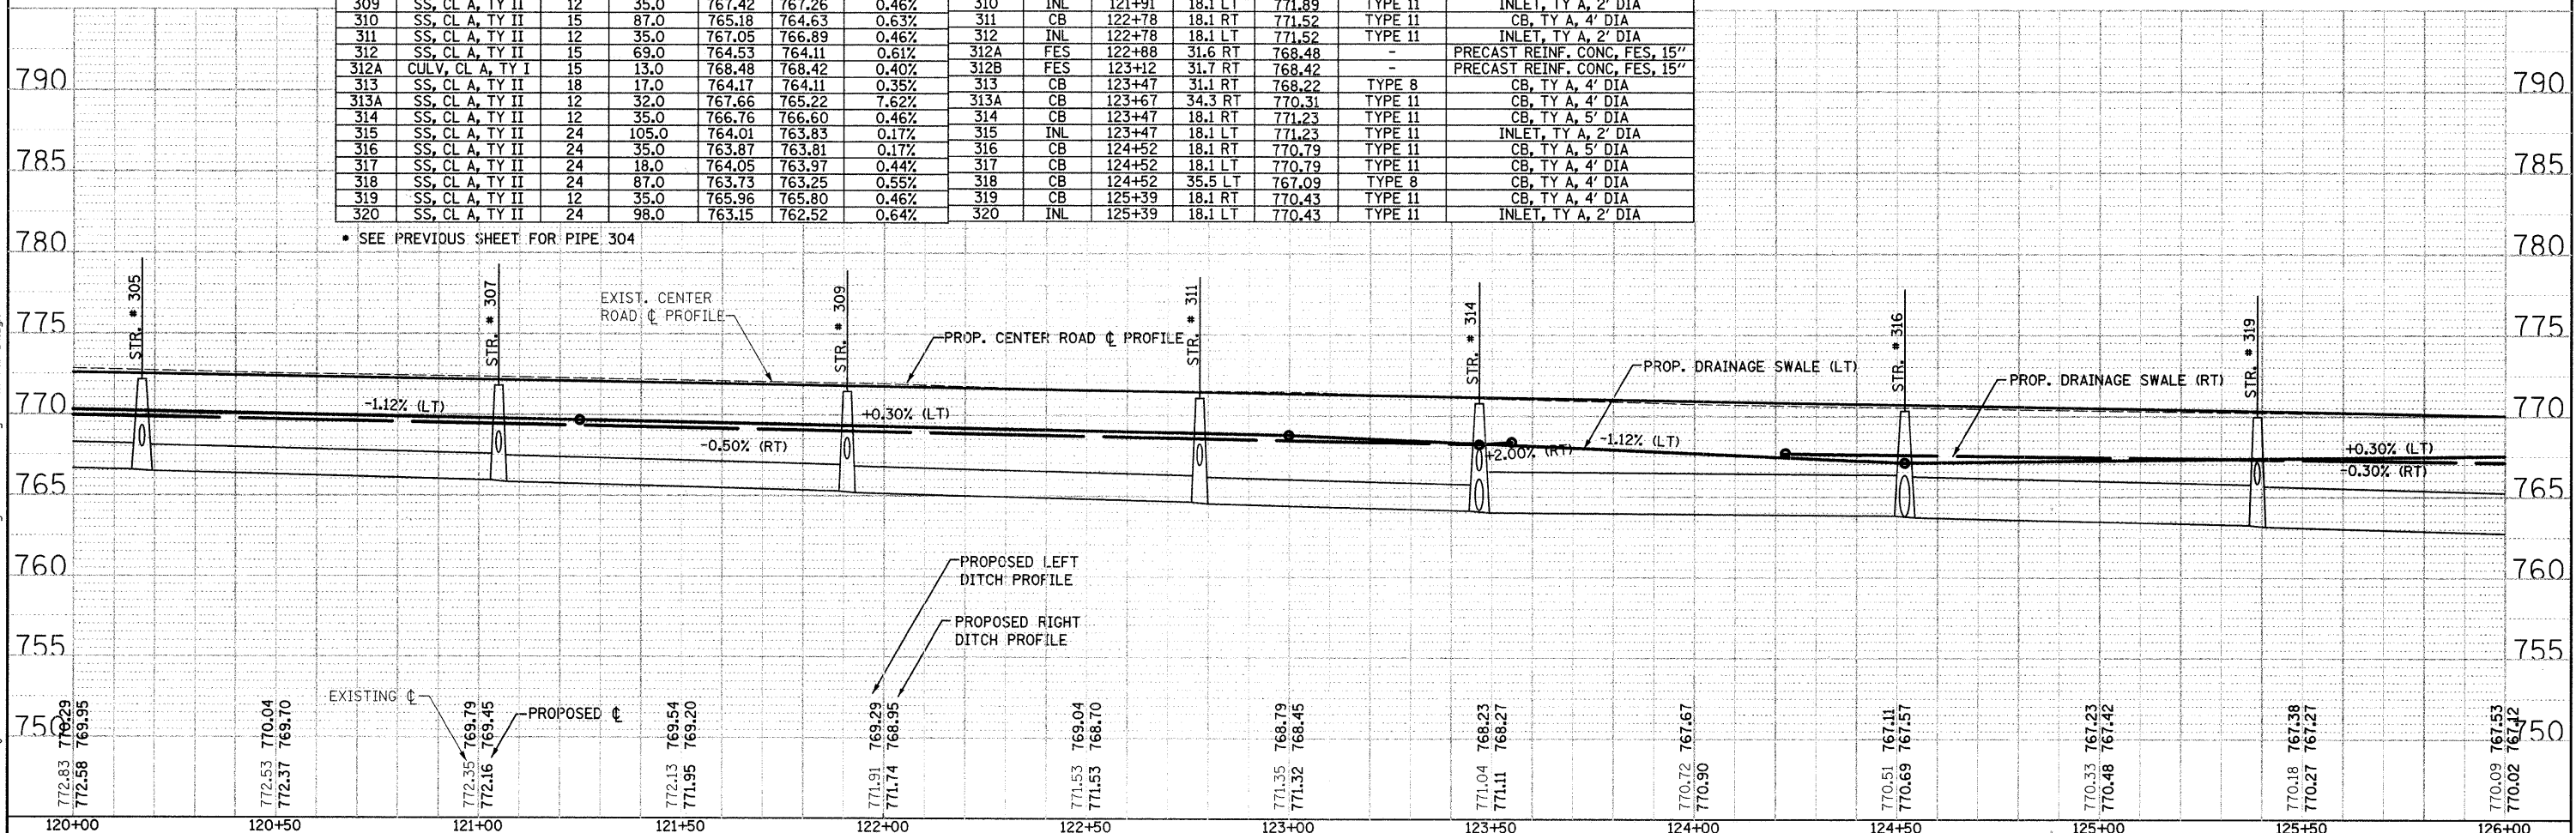 309 SS, CL A, TY II 12 35.0 767.42 767.26 0.46% 310 INL 121+91 18.1 LT 771.89 TYPE 11 INLET, TY A, 2' DIA
310 SS, CL A, TY II 15 87.0 765.18 764.63 0.63% 311 CB 122+78 18.1 RT 771.52 TYPE 11 CB, TY A, 4' DIA
311 SS, CL A, TY II 12 35.0 767.05 766.89 0.46% 312 INL 122+78 18.1 LT 771.52 TYPE 11 INLET, TY A, 2' DIA
312 SS, CL A, TY II 15 69.0 764.53 764.11 0.61% 312A FES 122+88 31.6 RT 768.48 - PRECAST REINF. CONC, FES, 15"
312A CULV, CL A, TY I 15 13.0 768.48 768.42 0.40% 312B FES 123+12 31.7 RT 768.42 - PRECAST REINF. CONC, FES, 15"
313 SS, CL A, TY II 18 17.0 764.17 764.11 0.35% 313 CB 123+47 31.1 RT 768.22 TYPE 8 CB, TY A, 4' DIA
313A SS, CL A, TY II 12 32.0 767.66 765.22 7.62% 313A CB 123+67 34.3 RT 770.31 TYPE 11 CB, TY A, 4' DIA
314 SS, CL A, TY II 12 35.0 766.76 766.60 0.46% 314 CB 123+47 18.1 RT 771.23 TYPE 11 CB, TY A, 5' DIA
315 SS, CL A, TY II 24 105.0 764.01 763.83 0.17% 315 INL 123+47 18.1 LT 771.23 TYPE 11 INLET, TY A, 2' DIA
316 SS, CL A, TY II 24 35.0 763.87 763.81 0.17% 316 CB 124+52 18.1 RT 770.79 TYPE 11 CB, TY A, 5' DIA
317 SS, CL A, TY II 24 18.0 764.05 763.97 0.44% 317 CB 124+52 18.1 LT 770.79 TYPE 11 CB, TY A, 4' DIA
318 SS, CL A, TY II 24 87.0 763.73 763.25 0.55% 318 CB 124+52 35.5 LT 767.09 TYPE 8 CB, TY A, 4' DIA
319 SS, CL A, TY II 12 35.0 765.96 765.80 0.46% 319 CB 125+39 18.1 RT 770.43 TYPE 11 CB, TY A, 4' DIA
320 SS, CL A, TY II 24 98.0 763.15 762.52 0.64% 320 INL 125+39 18.1 LT 770.43 TYPE 11 INLET, TY A, 2' DIA
* SEE PREVIOUS SHEET FOR PIPE 304
790 790
785 785
780 780
775 775
770 770
765 765
760 760
755 755
750 750
STR. # 305
STR. # 307
STR. # 309
STR. # 311
STR. # 314
STR. # 316
STR. # 319
EXIST. CENTER
ROAD ℄ PROFILE
PROP. CENTER ROAD ℄ PROFILE
PROP. DRAINAGE SWALE (LT)
PROP. DRAINAGE SWALE (RT)
-1.12% (LT)
+0.30% (LT)
-0.50% (RT)
+2.00% (RT)
-1.12% (LT)
+0.30% (LT)
-0.30% (RT)
PROPOSED LEFT
DITCH PROFILE
PROPOSED RIGHT
DITCH PROFILE
EXISTING ℄
PROPOSED ℄
770.29 769.95
770.04 769.70
769.79 769.45
769.54 769.20
769.29 768.95
769.04 768.70
768.79 768.45
768.23 768.27
767.67
767.11 767.57
767.23 767.42
767.38 767.27
767.53 767.12
772.83 772.58
772.53 772.37
772.35 772.16
772.13 771.95
771.91 771.74
771.53 771.53
771.35 771.32
771.04 771.11
770.72 770.90
770.51 770.69
770.33 770.48
770.18 770.27
770.09 770.02
120+00 120+50 121+00 121+50 122+00 122+50 123+00 123+50 124+00 124+50 125+00 125+50 126+00